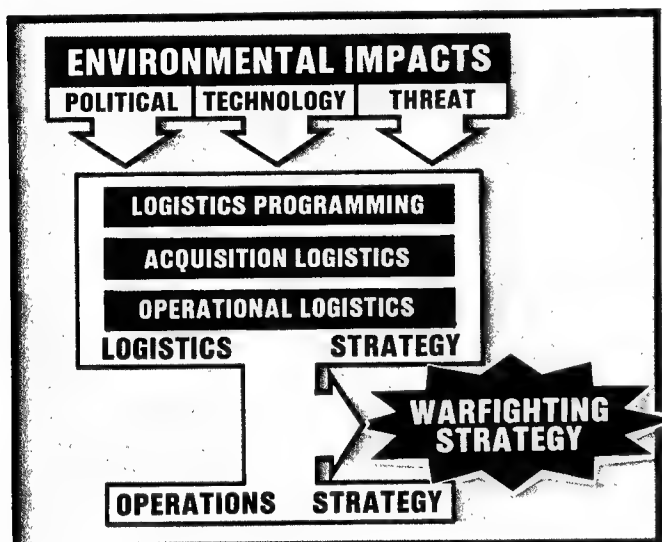 ENVIRONMENTAL IMPACTS
POLITICAL TECHNOLOGY THREAT
LOGISTICS PROGRAMMING
ACQUISITION LOGISTICS
OPERATIONAL LOGISTICS
LOGISTICS STRATEGY
WARFIGHTING
STRATEGY
OPERATIONS STRATEGY